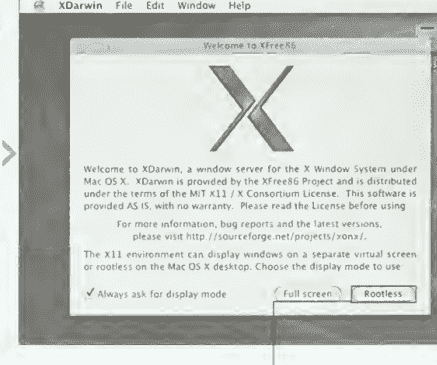 XDarwin File Edit Window Help
Welcome to XFree86
X
Welcome to XDarwin, a window server for the X Window System under
Mac OS X. XDarwin is provided by the XFree86 Project and is distributed
under the terms of the MIT X11 / X Consortium License. This software is
provided AS IS, with no warranty. Please read the License before using
For more information, bug reports and the latest versions,
please visit http://sourceforge.net/projects/xonx/.
The X11 environment can display windows on a separate virtual screen
or rootless on the Mac OS X desktop. Choose the display mode to use
Always ask for display mode
Full screen
Rootless